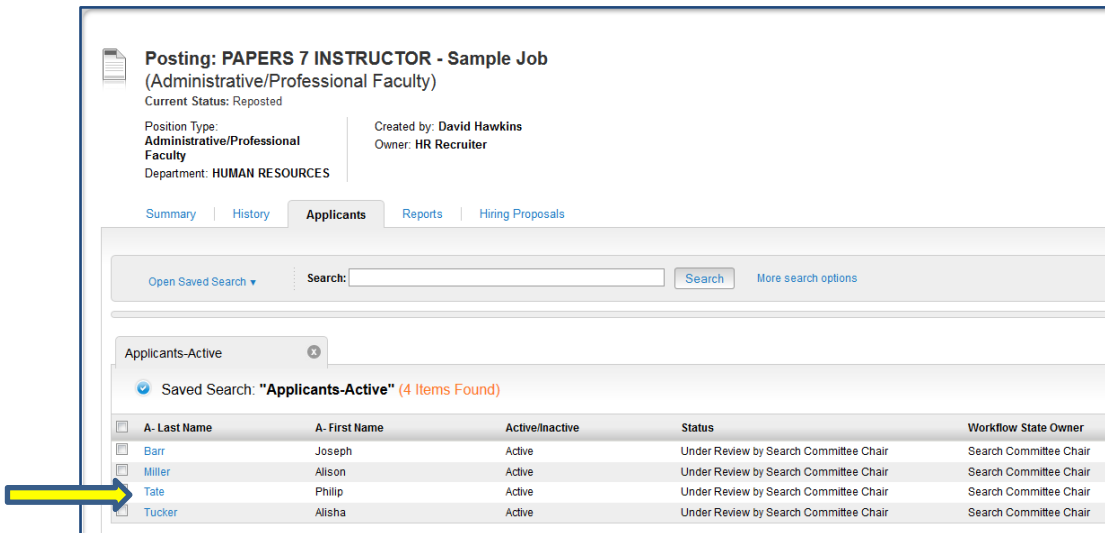 Posting: PAPERS 7 INSTRUCTOR - Sample Job
(Administrative/Professional Faculty)
Current Status: Reposted
Position Type:
Administrative/Professional
Faculty
Department: HUMAN RESOURCES
Created by: David Hawkins
Owner: HR Recruiter
Summary History Applicants Reports Hiring Proposals
Open Saved Search ▾ Search: Search More search options
Applicants-Active
Saved Search: "Applicants-Active" (4 Items Found)
A- Last Name A- First Name Active/Inactive Status Workflow State Owner
Barr Joseph Active Under Review by Search Committee Chair Search Committee Chair
Miller Alison Active Under Review by Search Committee Chair Search Committee Chair
Tate Philip Active Under Review by Search Committee Chair Search Committee Chair
Tucker Alisha Active Under Review by Search Committee Chair Search Committee Chair